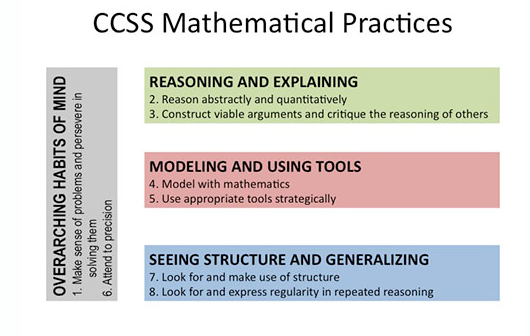 CCSS Mathematical Practices
OVERARCHING HABITS OF MIND
1. Make sense of problems and persevere in
solving them
6. Attend to precision
REASONING AND EXPLAINING
2. Reason abstractly and quantitatively
3. Construct viable arguments and critique the reasoning of others
MODELING AND USING TOOLS
4. Model with mathematics
5. Use appropriate tools strategically
SEEING STRUCTURE AND GENERALIZING
7. Look for and make use of structure
8. Look for and express regularity in repeated reasoning